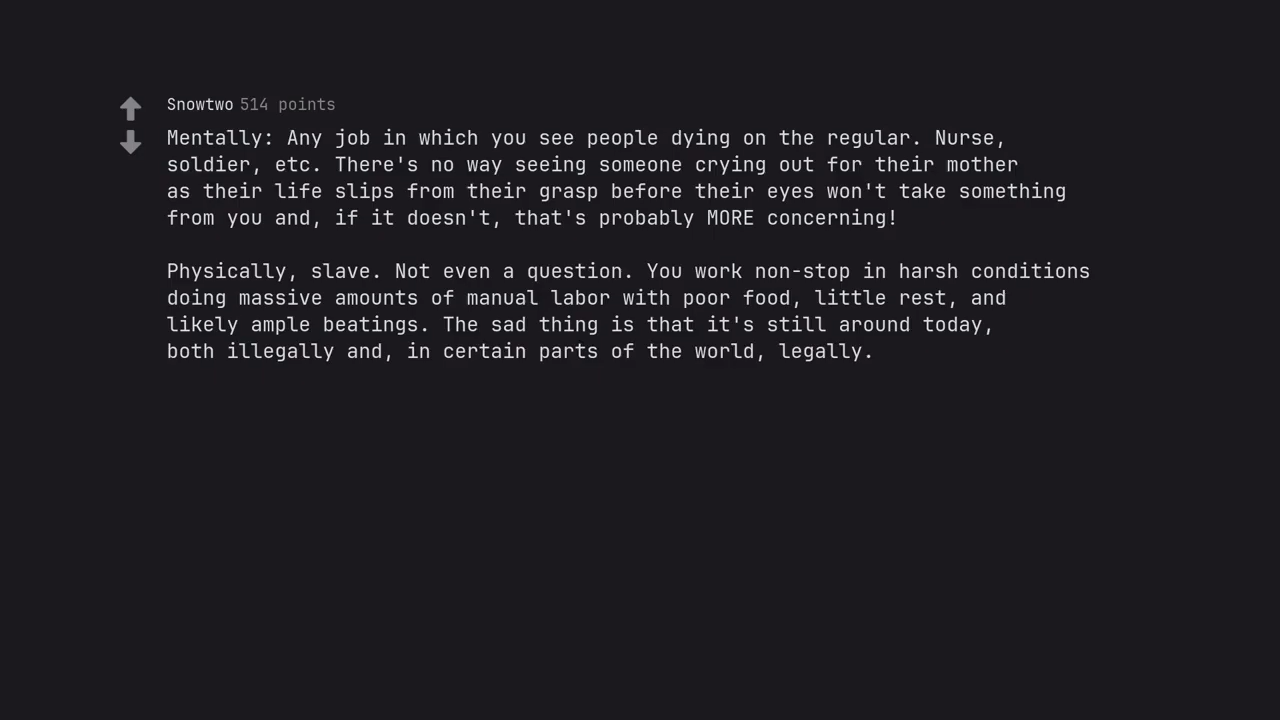 Snowtwo 514 points
Mentally: Any job in which you see people dying on the regular. Nurse,
soldier, etc. There's no way seeing someone crying out for their mother
as their life slips from their grasp before their eyes won't take something
from you and, if it doesn't, that's probably MORE concerning!
Physically, slave. Not even a question. You work non-stop in harsh conditions
doing massive amounts of manual labor with poor food, little rest, and
likely ample beatings. The sad thing is that it's still around today,
both illegally and, in certain parts of the world, legally.